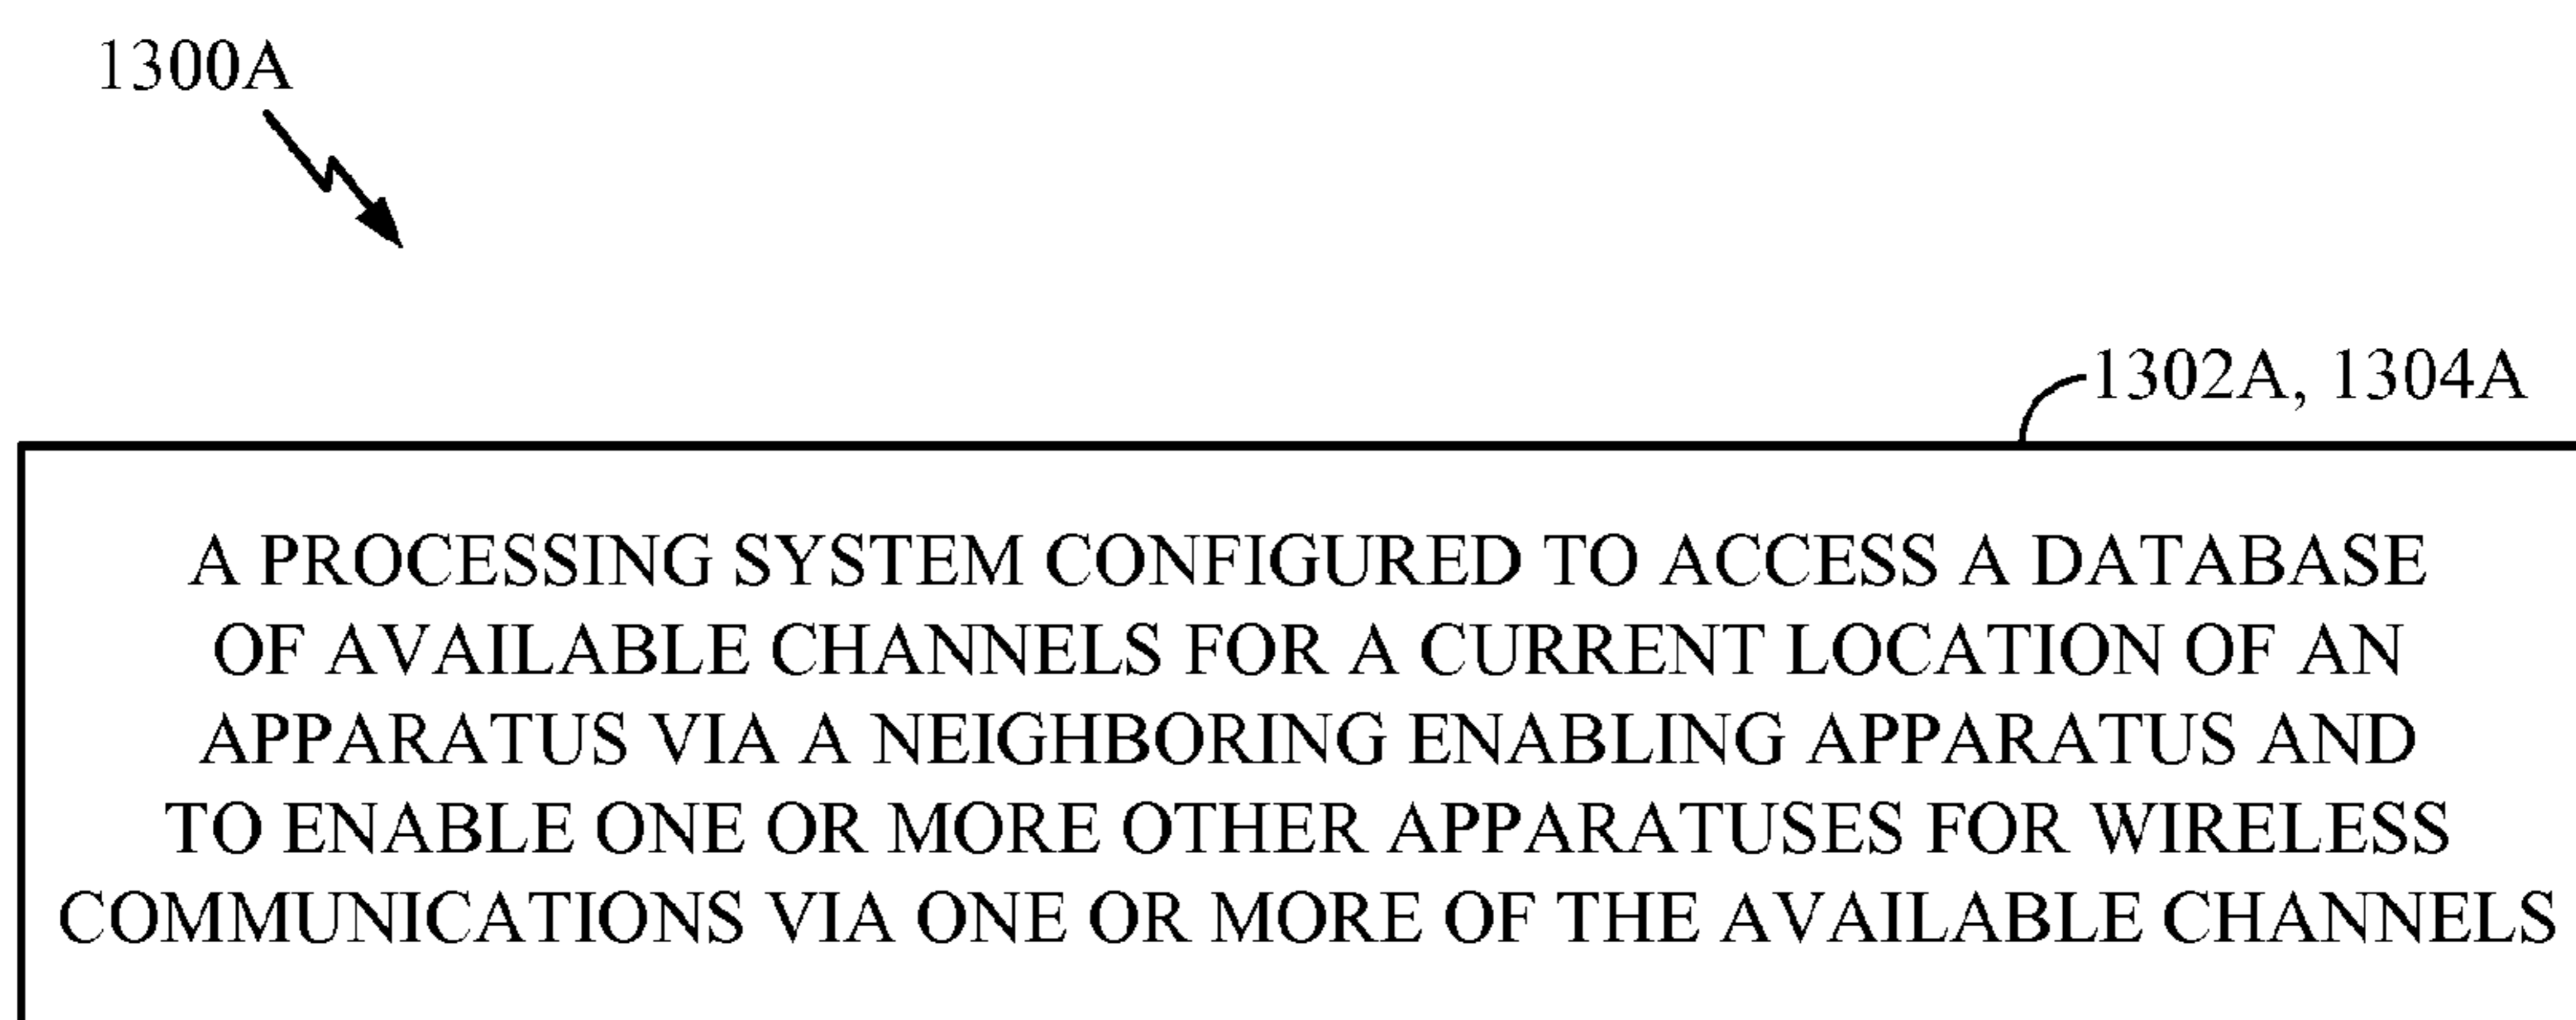 1300A
1302A, 1304A
A PROCESSING SYSTEM CONFIGURED TO ACCESS A DATABASE
OF AVAILABLE CHANNELS FOR A CURRENT LOCATION OF AN
APPARATUS VIA A NEIGHBORING ENABLING APPARATUS AND
TO ENABLE ONE OR MORE OTHER APPARATUSES FOR WIRELESS
COMMUNICATIONS VIA ONE OR MORE OF THE AVAILABLE CHANNELS